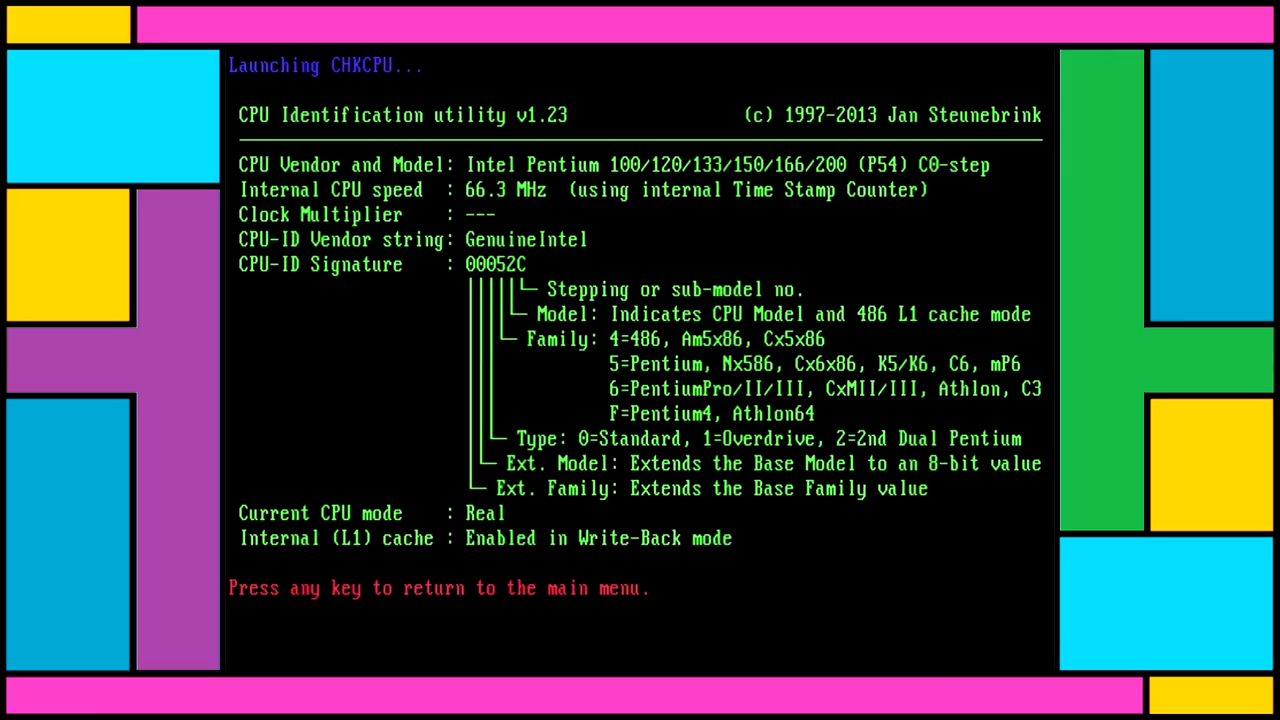 Launching CHKCPU...
CPU Identification utility v1.23 (c) 1997-2013 Jan Steunebrink
CPU Vendor and Model: Intel Pentium 100/120/133/150/166/200 (P54) C0-step
Internal CPU speed : 66.3 MHz (using internal Time Stamp Counter)
Clock Multiplier : ---
CPU-ID Vendor string: GenuineIntel
CPU-ID Signature : 00052C
Stepping or sub-model no.
Model: Indicates CPU Model and 486 L1 cache mode
Family: 4=486, Am5x86, Cx5x86
5=Pentium, Nx586, Cx6x86, K5/K6, C6, mP6
6=PentiumPro/II/III, CxMII/III, Athlon, C3
F=Pentium4, Athlon64
Type: 0=Standard, 1=Overdrive, 2=2nd Dual Pentium
Ext. Model: Extends the Base Model to an 8-bit value
Ext. Family: Extends the Base Family value
Current CPU mode : Real
Internal (L1) cache : Enabled in Write-Back mode
Press any key to return to the main menu.